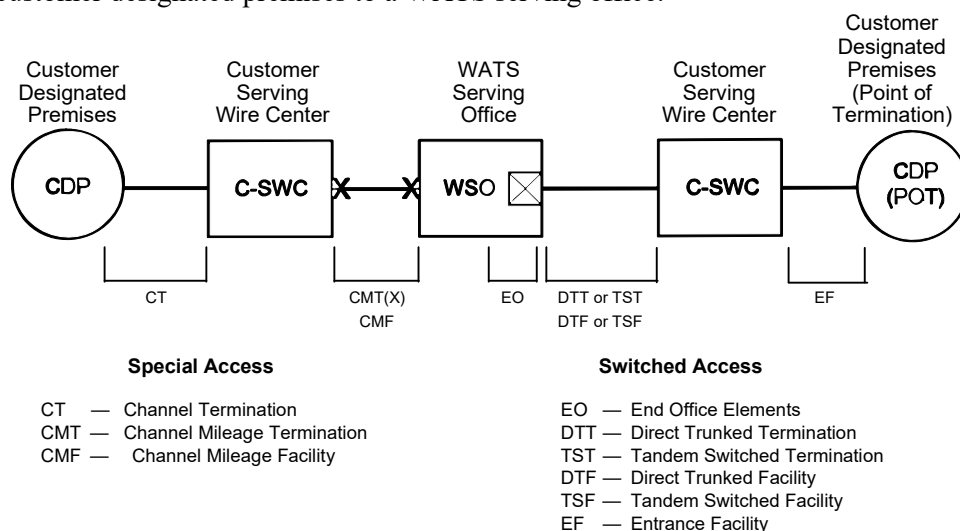 customer designated premises to a WATS serving office.
Customer
Designated
Premises
Customer
Serving
Wire Center
WATS
Serving
Office
Customer
Serving
Wire Center
Customer
Designated
Premises
(Point of
Termination)
CDP
C-SWC
X
X
WSO
C-SWC
CDP
(POT)
CT
CMT(X)
CMF
EO
DTT or TST
DTF or TSF
EF
Special Access
CT — Channel Termination
CMT — Channel Mileage Termination
CMF — Channel Mileage Facility
Switched Access
EO — End Office Elements
DTT — Direct Trunked Termination
TST — Tandem Switched Termination
DTF — Direct Trunked Facility
TSF — Tandem Switched Facility
EF — Entrance Facility